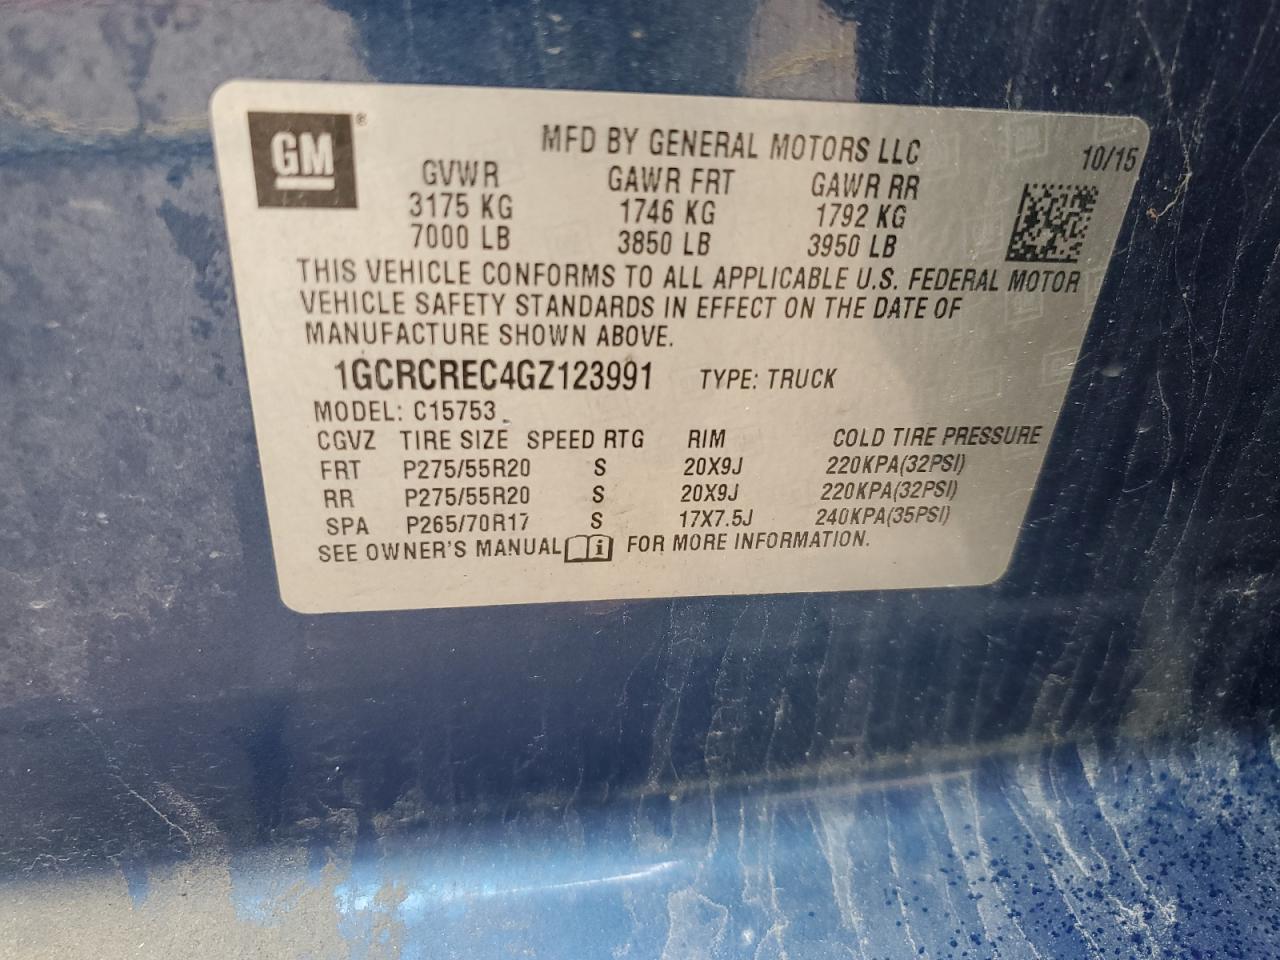 GM®
MFD BY GENERAL MOTORS LLC
10/15
GVWR GAWR FRT GAWR RR
3175 KG 1746 KG 1792 KG
7000 LB 3850 LB 3950 LB
THIS VEHICLE CONFORMS TO ALL APPLICABLE U.S. FEDERAL MOTOR
VEHICLE SAFETY STANDARDS IN EFFECT ON THE DATE OF
MANUFACTURE SHOWN ABOVE.
1GCRCREC4GZ123991 TYPE: TRUCK
MODEL: C15753
CGVZ TIRE SIZE SPEED RTG RIM COLD TIRE PRESSURE
FRT P275/55R20 S 20X9J 220KPA(32PSI)
RR P275/55R20 S 20X9J 220KPA(32PSI)
SPA P265/70R17 S 17X7.5J 240KPA(35PSI)
SEE OWNER'S MANUAL FOR MORE INFORMATION.